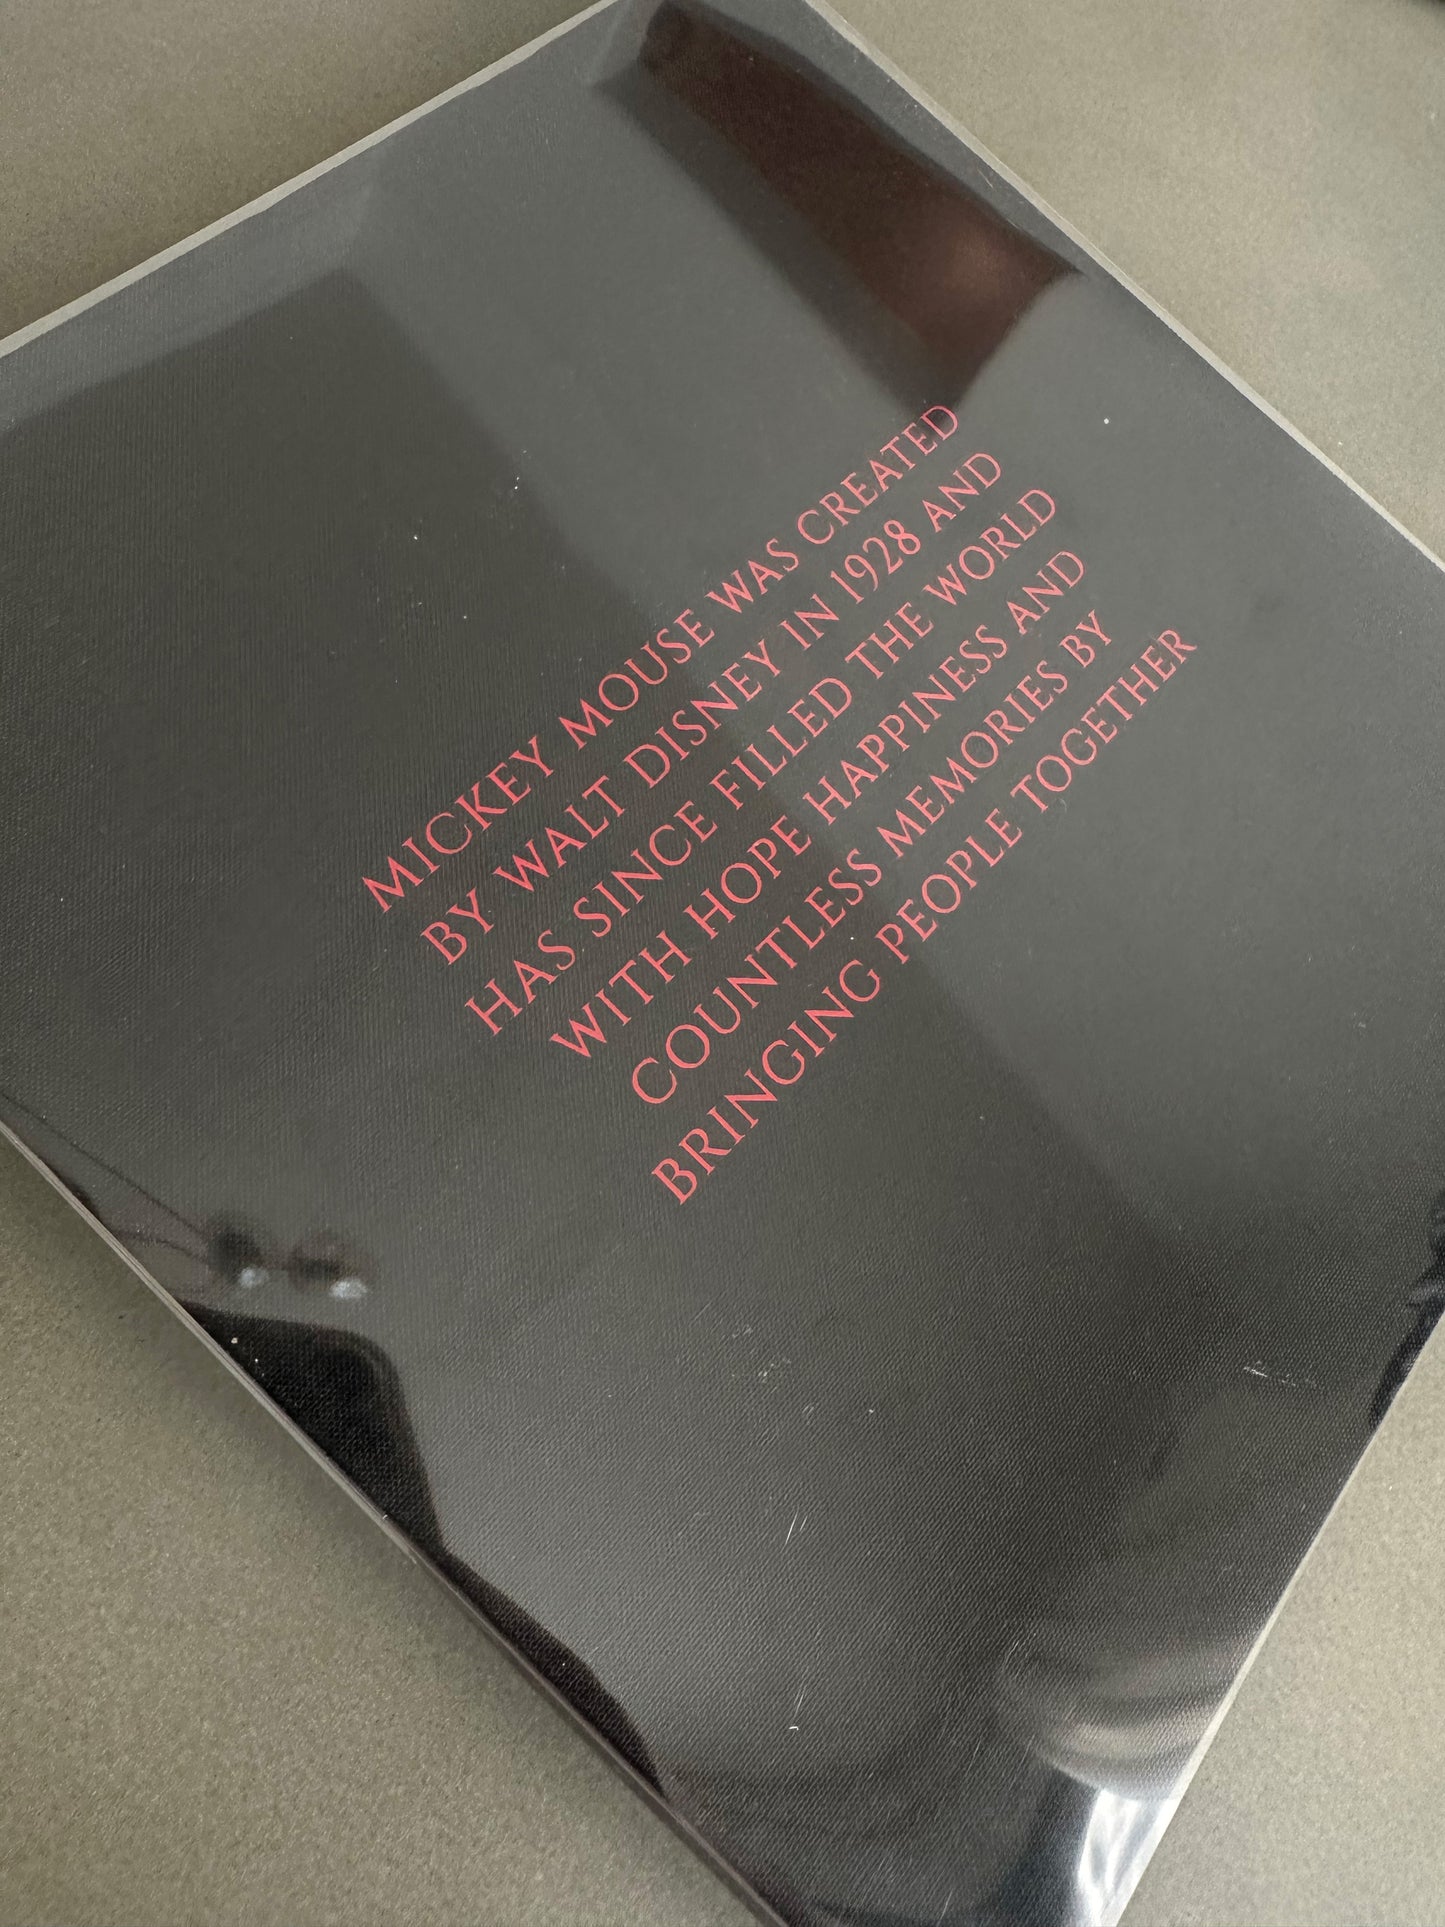 MICKEY MOUSE WAS CREATED
BY WALT DISNEY IN 1928 AND
HAS SINCE FILLED THE WORLD
WITH HOPE HAPPINESS AND
COUNTLESS MEMORIES BY
BRINGING PEOPLE TOGETHER